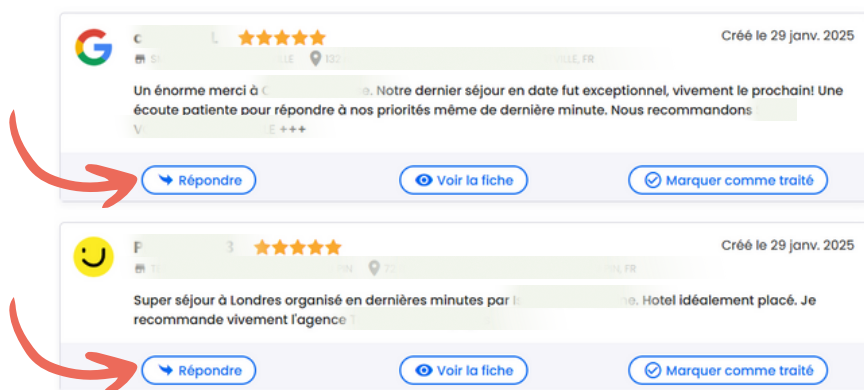 Créé le 29 janv. 2025
FR
Un énorme merci à. Notre dernier séjour en date fut exceptionnel, vivement le prochain! Une
écoute patiente pour répondre à nos priorités même de dernière minute. Nous recommandons
+++
Répondre Voir la fiche Marquer comme traité
Créé le 29 janv. 2025
FR
Super séjour à Londres organisé en dernières minutes par. Hotel idéalement placé. Je
recommande vivement l'agence
Répondre Voir la fiche Marquer comme traité